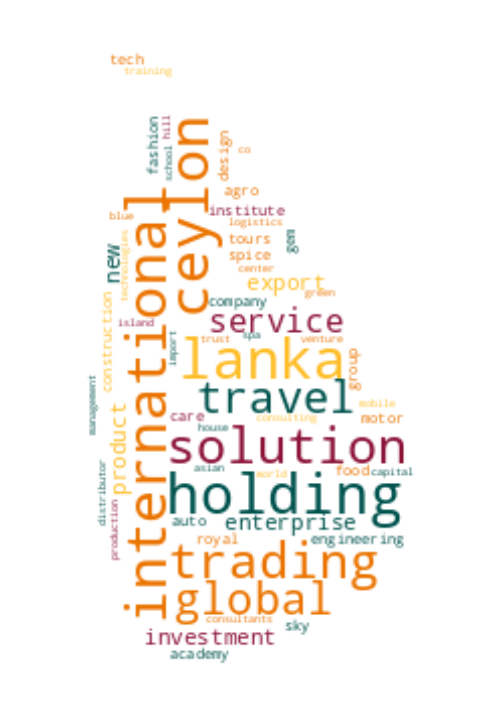 tech
training
fashion
hill
school
ceylon
design
co
agro
institute
logistics
blue
international
technologies
new
tours
gem
spice
center
export
green
company
island
service
construction
import
trust
spa
venture
lanka
group
travel
management
product
care
consulting
mobile
motor
house
solution
asian
world
food
capital
holding
distributor
production
auto
enterprise
royal
engineering
trading
global
consultants
sky
investment
academy